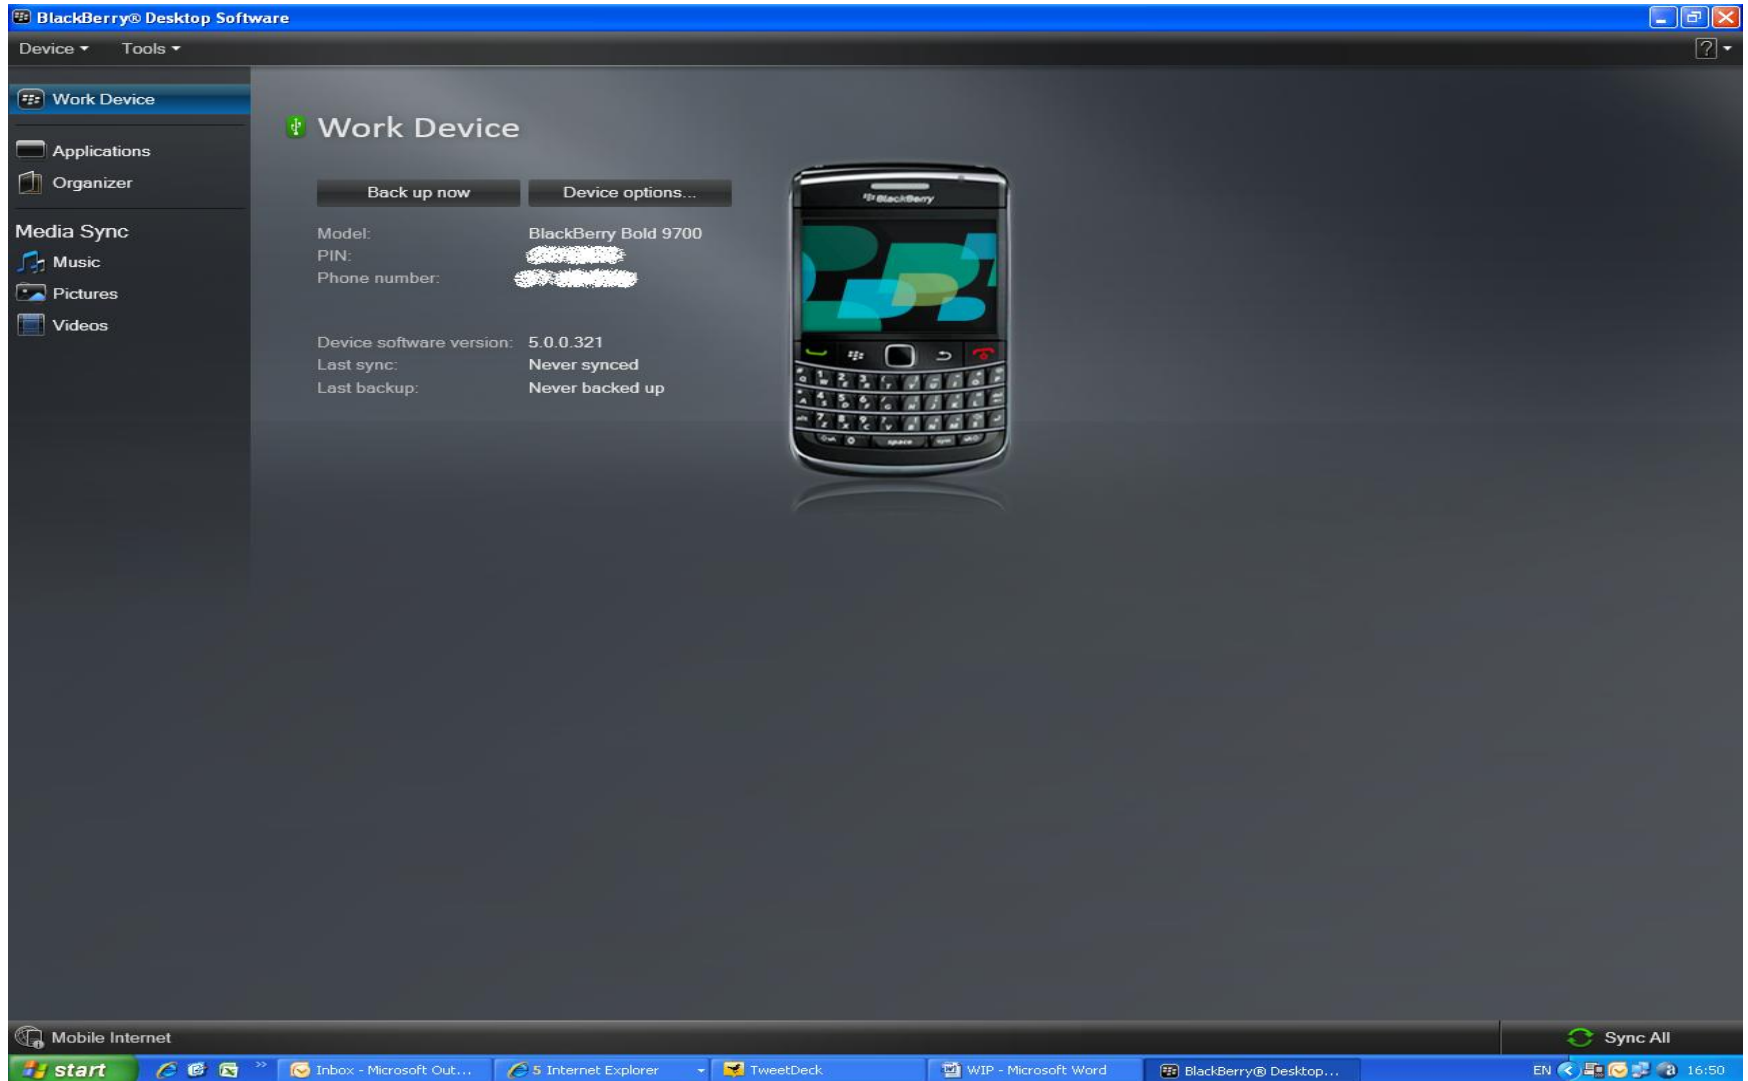 BlackBerry® Desktop Software
Device Tools ?
Work Device
Applications
Organizer
Media Sync
Music
Pictures
Videos
Work Device
Back up now Device options...
Model: BlackBerry Bold 9700
PIN:
Phone number:
Device software version: 5.0.0.321
Last sync: Never synced
Last backup: Never backed up
BlackBerry
Mobile Internet Sync All
start Inbox - Microsoft Out... 5 Internet Explorer TweetDeck WIP - Microsoft Word BlackBerry® Desktop... EN 16:50